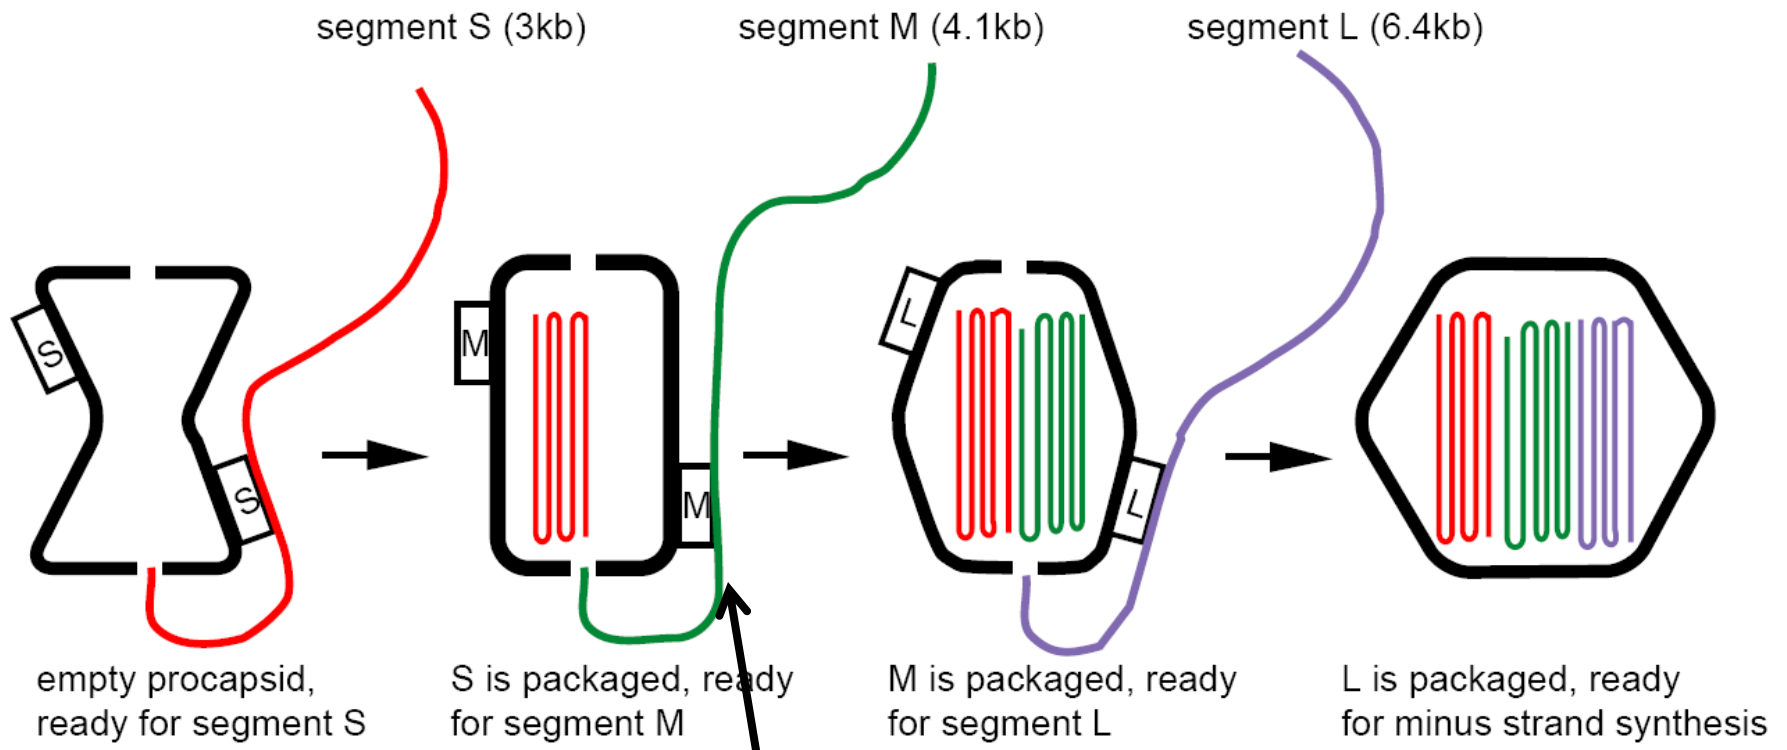 segment S (3kb)
segment M (4.1kb)
segment L (6.4kb)
S
S
M
M
L
L
empty procapsid,
ready for segment S
S is packaged, ready
for segment M
M is packaged, ready
for segment L
L is packaged, ready
for minus strand synthesis